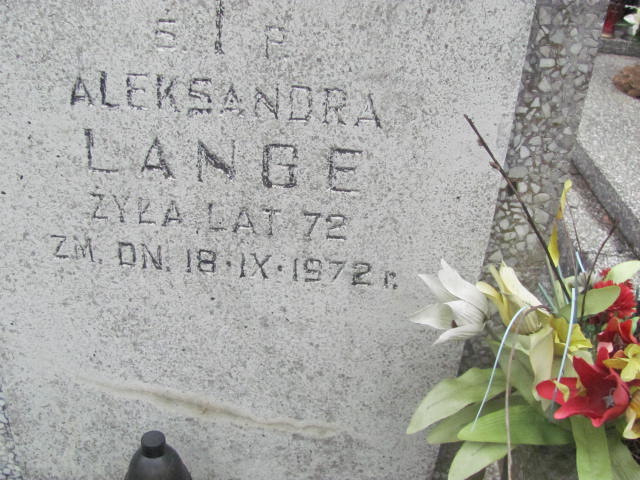 Ś. P.
ALEKSANDRA
LANGE
ŻYŁA LAT 72
ZM. DN. 18·IX·1972 r.